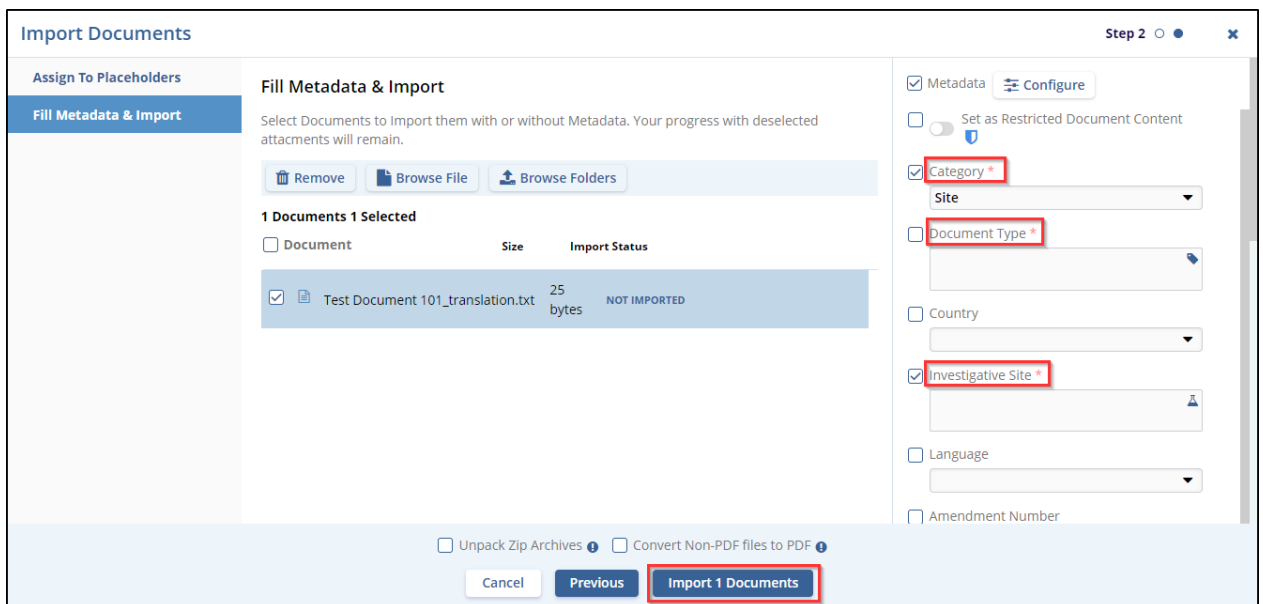 Import Documents
Step 2
Assign To Placeholders
Fill Metadata & Import
Fill Metadata & Import
Select Documents to Import them with or without Metadata. Your progress with deselected
attacments will remain.
Remove
Browse File
Browse Folders
1 Documents 1 Selected
Document Size Import Status
Test Document 101_translation.txt 25 bytes NOT IMPORTED
Metadata Configure
Set as Restricted Document Content
Category *
Site
Document Type *
Country
Investigative Site *
Language
Amendment Number
Unpack Zip Archives Convert Non-PDF files to PDF
Cancel Previous Import 1 Documents